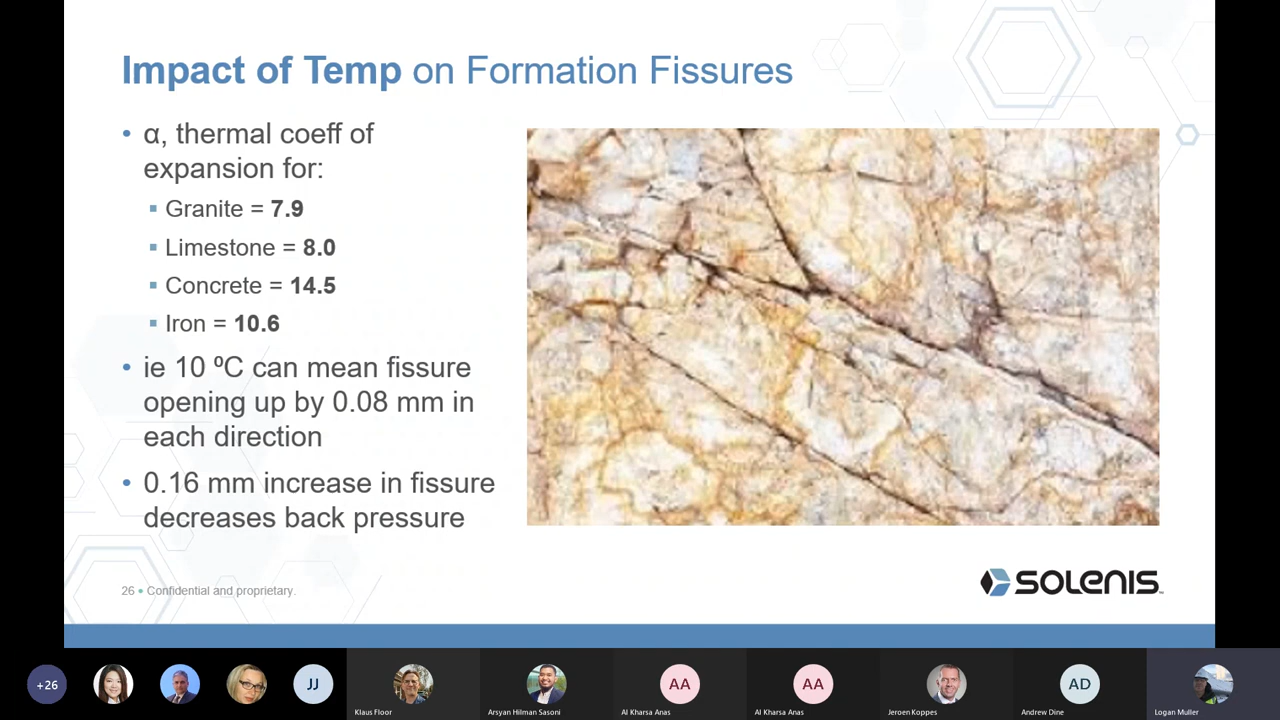 Impact of Temp on Formation Fissures
• α, thermal coeff of
expansion for:
▪ Granite = 7.9
▪ Limestone = 8.0
▪ Concrete = 14.5
▪ Iron = 10.6
• ie 10 ºC can mean fissure
opening up by 0.08 mm in
each direction
• 0.16 mm increase in fissure
decreases back pressure
26 • Confidential and proprietary.
SOLENIS
+26
JJ
AA
AA
AD
Klaus Floor
Arsyan Hilman Sasoni
Al Kharsa Anas
Al Kharsa Anas
Jeroen Koppes
Andrew Dine
Logan Muller